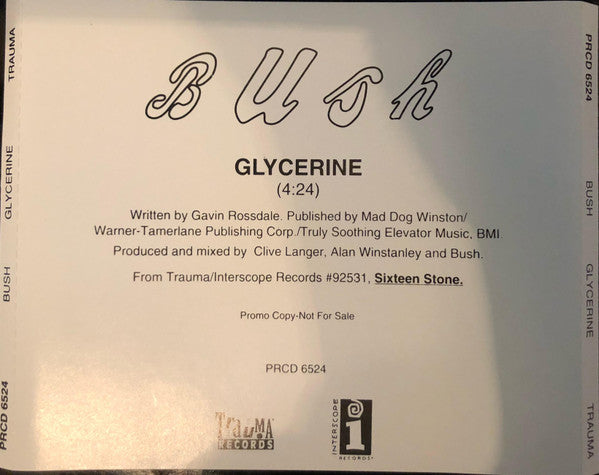 Bush
GLYCERINE
(4:24)
Written by Gavin Rossdale. Published by Mad Dog Winston/
Warner-Tamerlane Publishing Corp./Truly Soothing Elevator Music, BMI.
Produced and mixed by Clive Langer, Alan Winstanley and Bush.
From Trauma/Interscope Records #92531, Sixteen Stone.
Promo Copy-Not For Sale
PRCD 6524
TRAUMA
RECORDS
INTERSCOPE
RECORDS
i
PRCD 6524 BUSH GLYCERINE TRAUMA
PRCD 6524 BUSH GLYCERINE TRAUMA